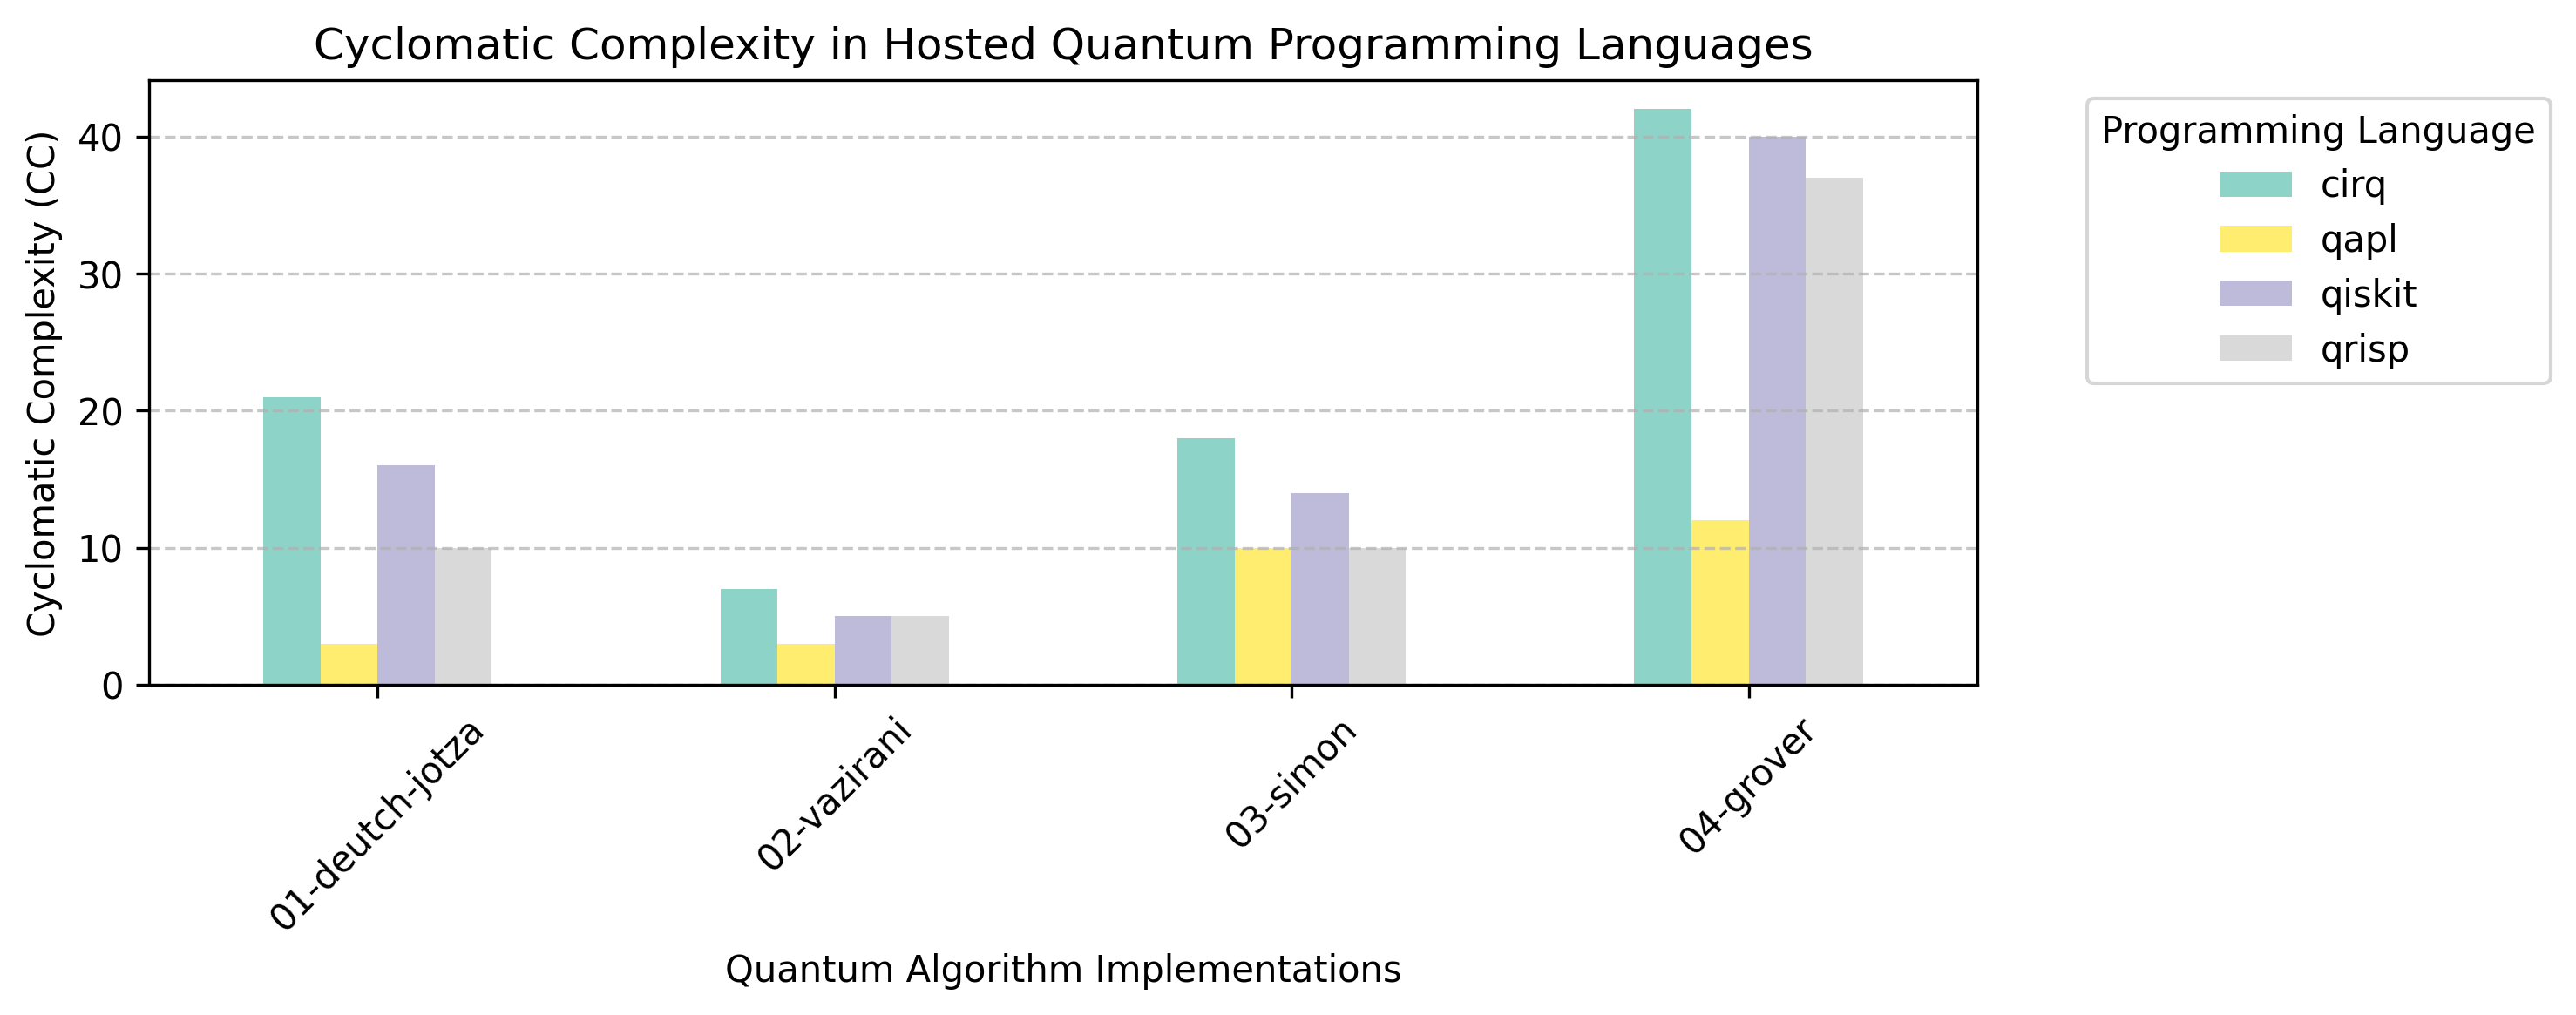 Cyclomatic Complexity in Hosted Quantum Programming Languages
Cyclomatic Complexity (CC)
40
30
20
10
0
01-deutch-jotza
02-vazirani
03-simon
04-grover
Quantum Algorithm Implementations
Programming Language
cirq
qapl
qiskit
qrisp